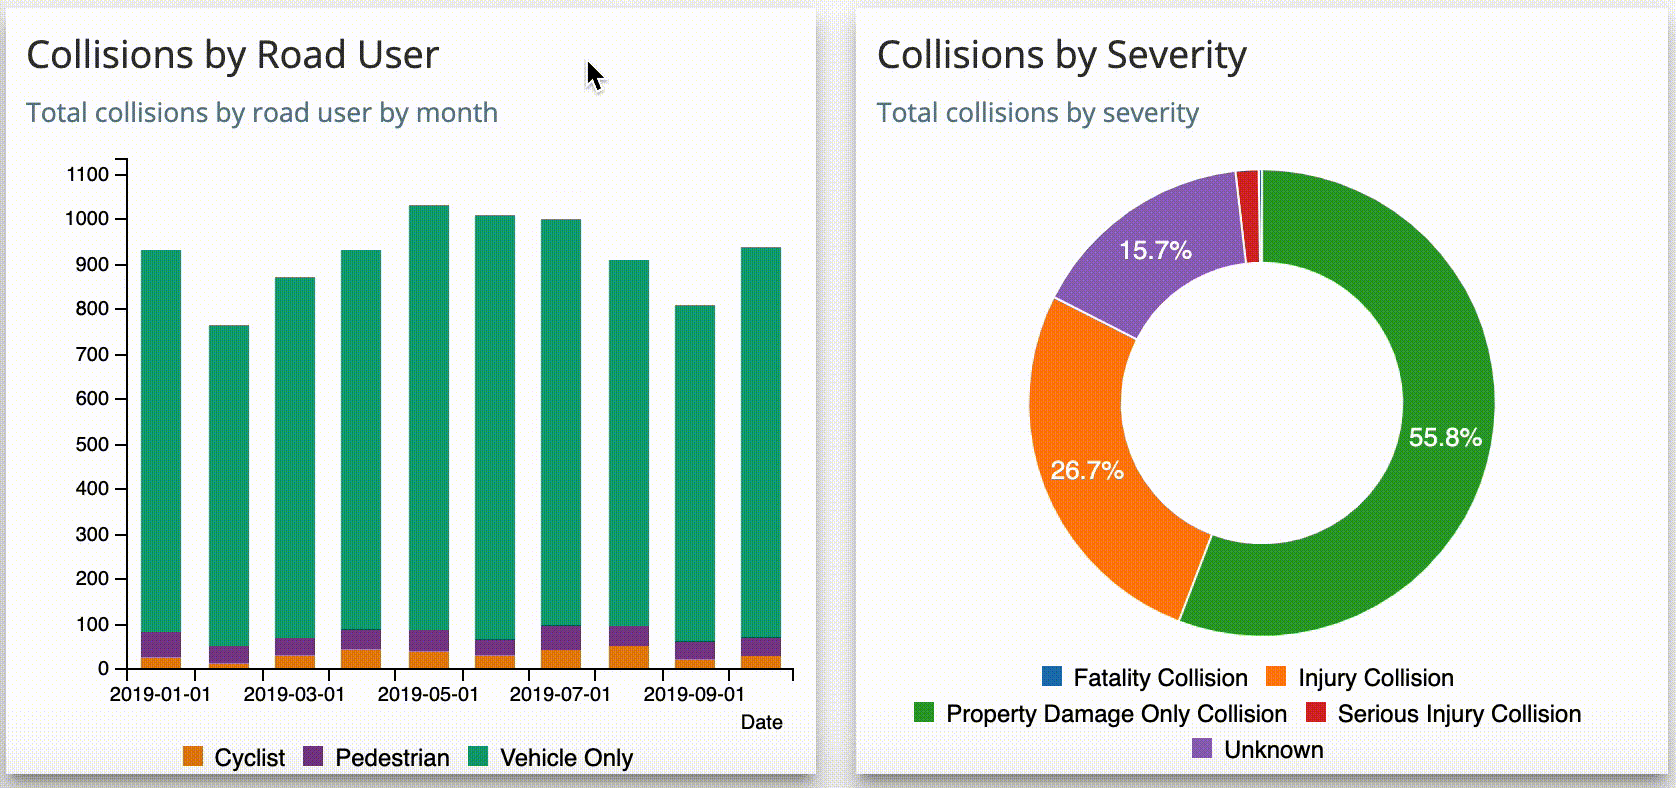 Collisions by Road User
Total collisions by road user by month
1100
1000
900
800
700
600
500
400
300
200
100
0
2019-01-01 2019-03-01 2019-05-01 2019-07-01 2019-09-01
Date
Cyclist Pedestrian Vehicle Only
Collisions by Severity
Total collisions by severity
15.7%
55.8%
26.7%
Fatality Collision Injury Collision
Property Damage Only Collision Serious Injury Collision
Unknown